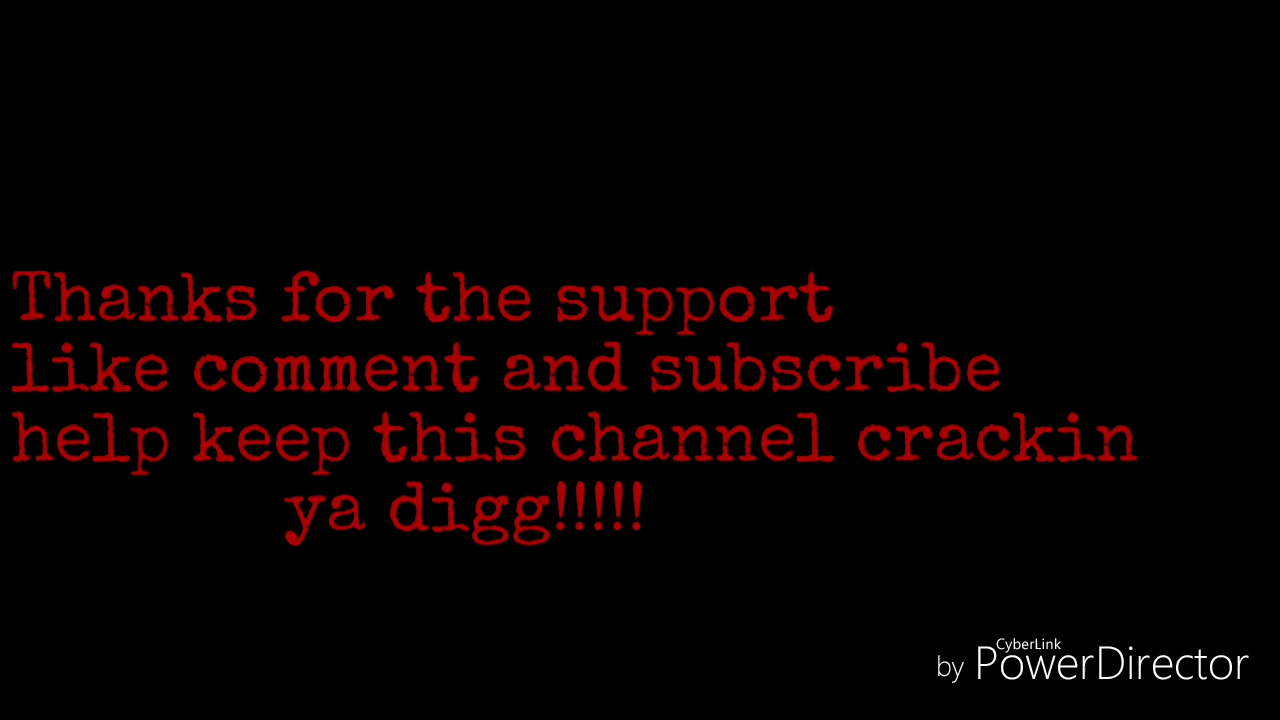 Thanks for the support
like comment and subscribe
help keep this channel crackin
ya digg!!!!!
CyberLink
by PowerDirector